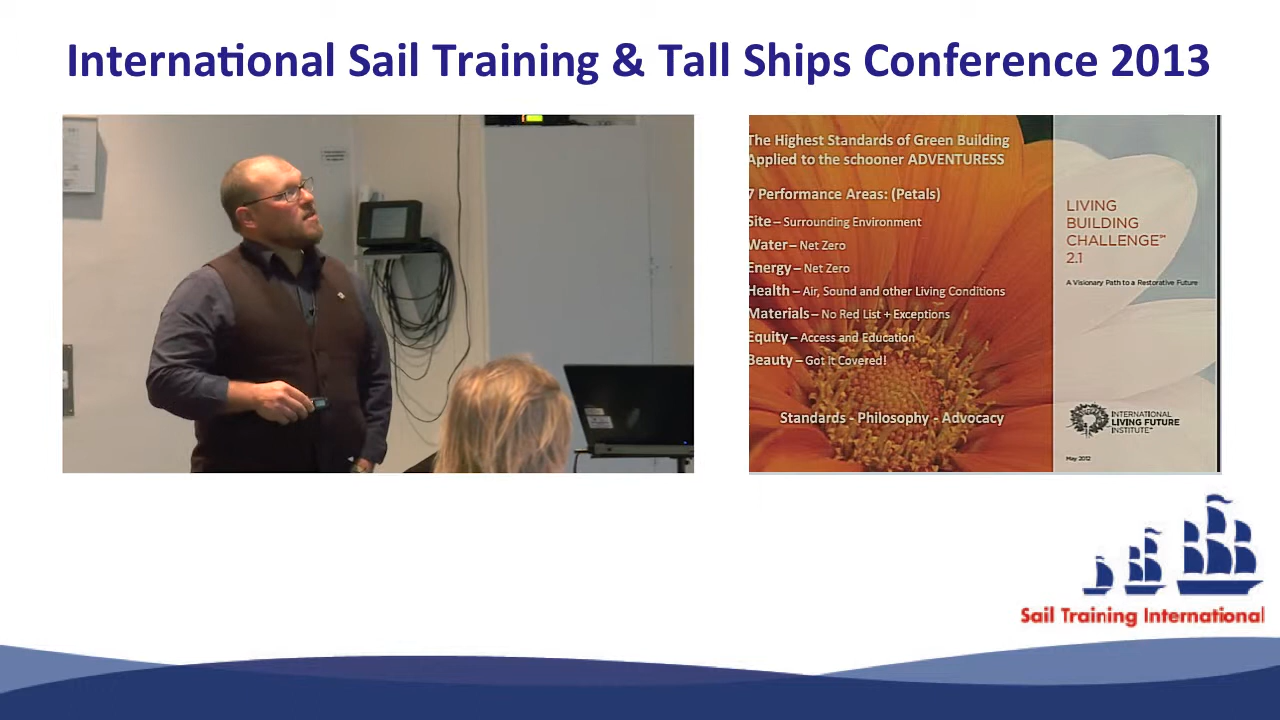 International Sail Training & Tall Ships Conference 2013
The Highest Standards of Green Building
Applied to the schooner ADVENTURESS
7 Performance Areas: (Petals)
Site – Surrounding Environment
Water – Net Zero
Energy – Net Zero
Health – Air, Sound and other Living Conditions
Materials – No Red List + Exceptions
Equity – Access and Education
Beauty – Got it Covered!
Standards - Philosophy - Advocacy
LIVING
BUILDING
CHALLENGE℠
2.1
A Visionary Path to a Restorative Future
INTERNATIONAL
LIVING FUTURE
INSTITUTE
May 2012
Sail Training International